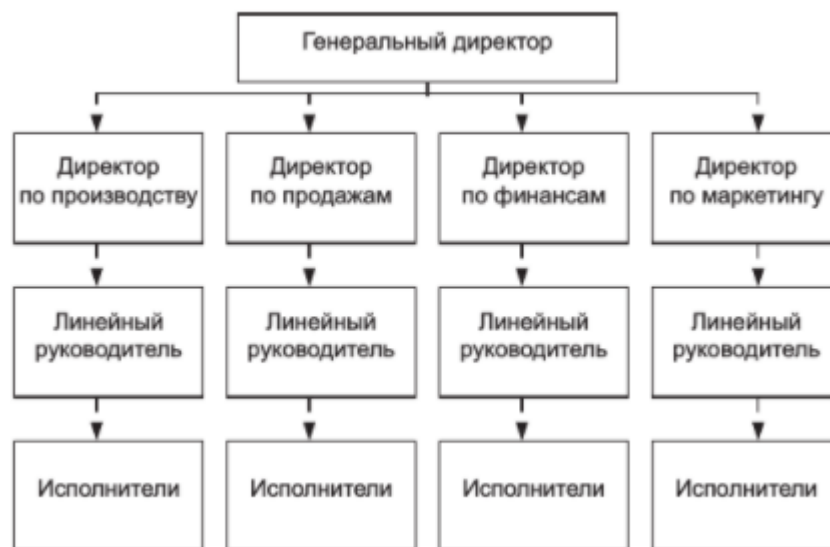 Генеральный директор
Директор
по производству
Директор
по продажам
Директор
по финансам
Директор
по маркетингу
Линейный
руководитель
Линейный
руководитель
Линейный
руководитель
Линейный
руководитель
Исполнители
Исполнители
Исполнители
Исполнители